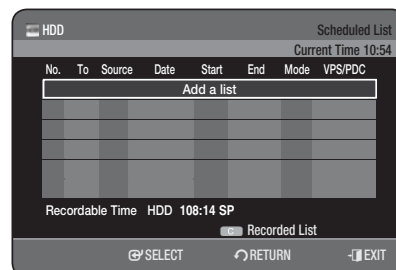 HDD Scheduled List
Current Time 10:54
No. To Source Date Start End Mode VPS/PDC
Add a list
Recordable Time HDD 108:14 SP
C Recorded List
SELECT RETURN EXIT